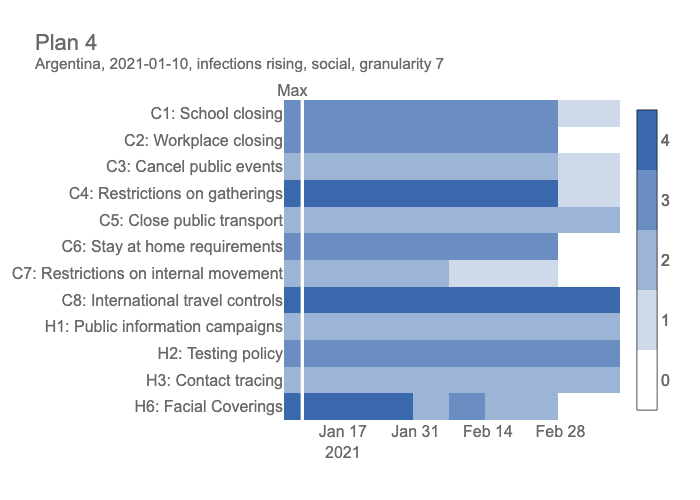 Plan 4
Argentina, 2021-01-10, infections rising, social, granularity 7
Max
C1: School closing
C2: Workplace closing
C3: Cancel public events
C4: Restrictions on gatherings
C5: Close public transport
C6: Stay at home requirements
C7: Restrictions on internal movement
C8: International travel controls
H1: Public information campaigns
H2: Testing policy
H3: Contact tracing
H6: Facial Coverings
Jan 17 Jan 31 Feb 14 Feb 28
2021
4
3
2
1
0